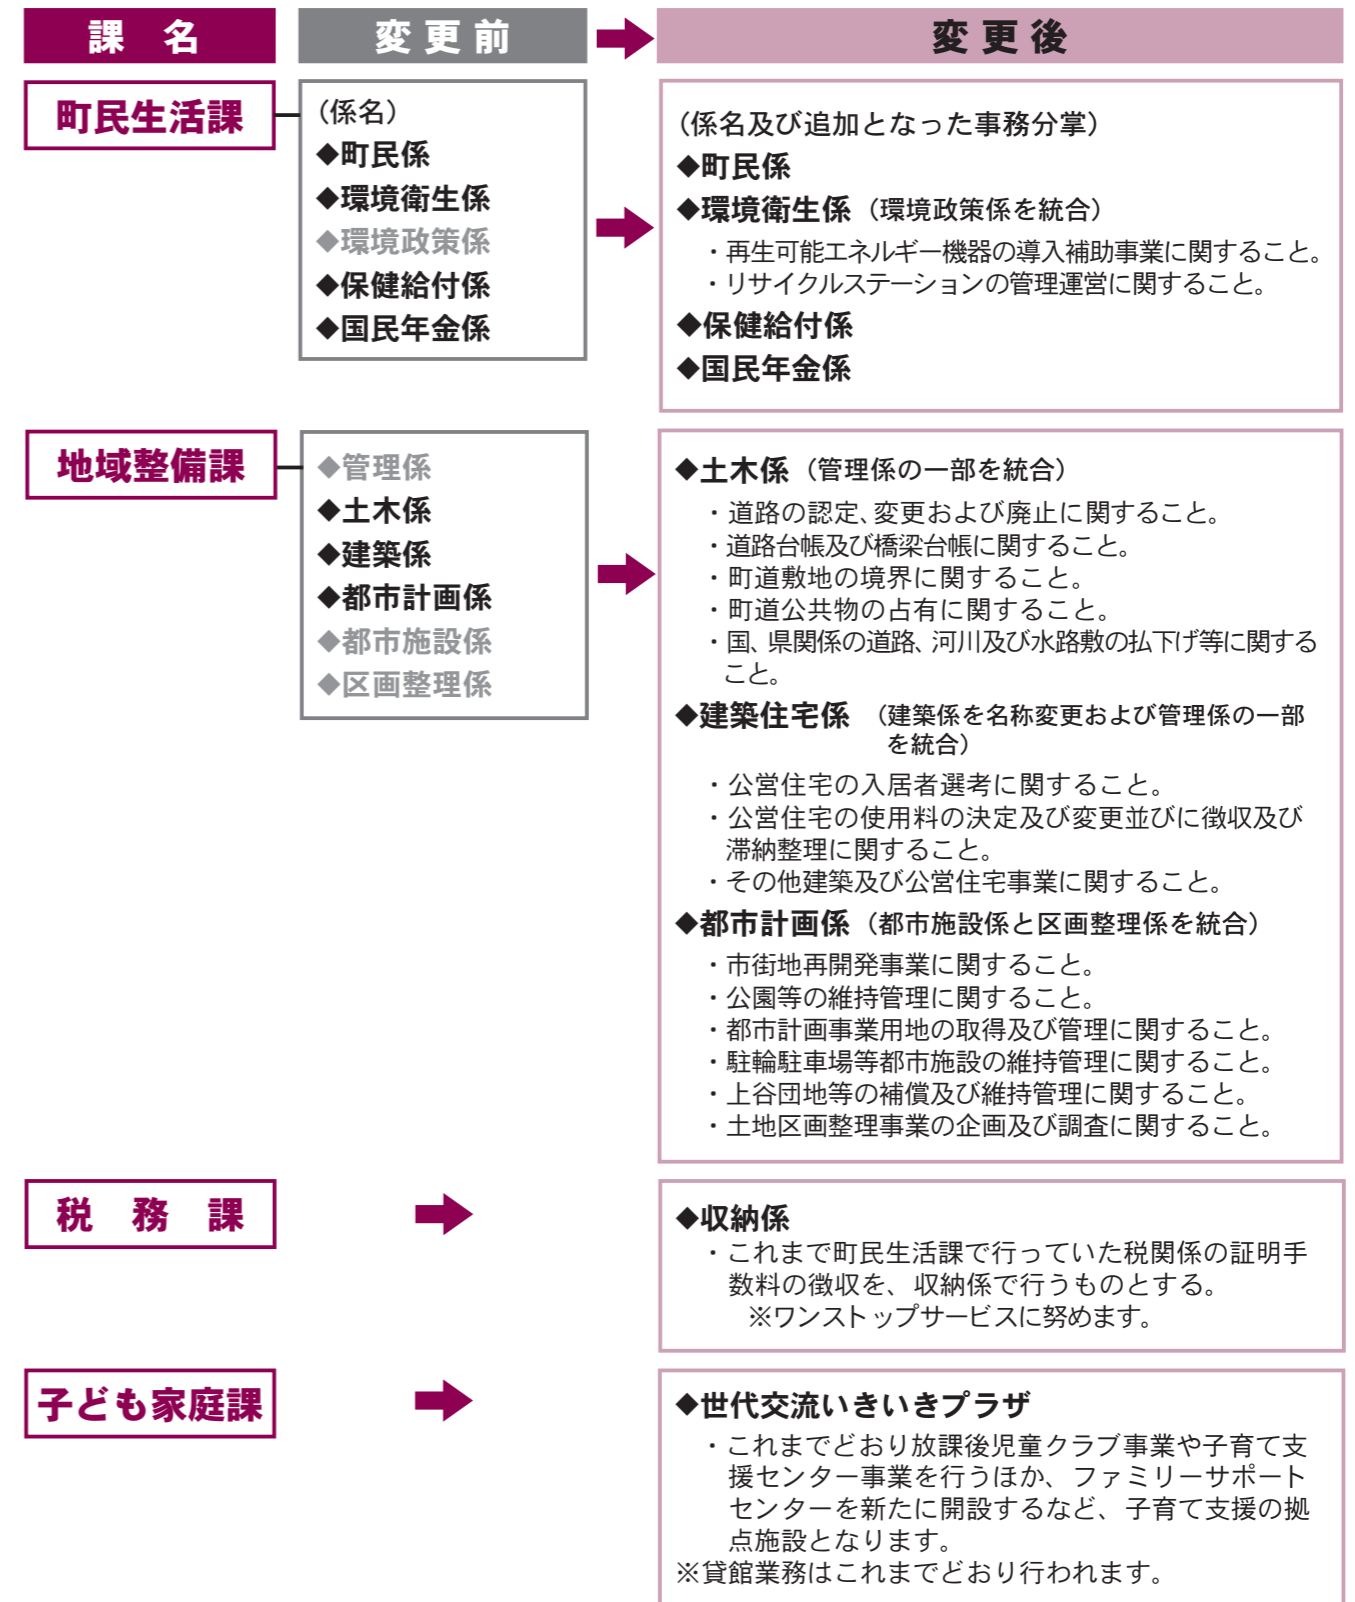 課　名
変更前
変更後
町民生活課
（係名）
◆町民係
◆環境衛生係
◆環境政策係
◆保健給付係
◆国民年金係
（係名及び追加となった事務分掌）
◆町民係
◆環境衛生係（環境政策係を統合）
・再生可能エネルギー機器の導入補助事業に関すること。
・リサイクルステーションの管理運営に関すること。
◆保健給付係
◆国民年金係
地域整備課
◆管理係
◆土木係
◆建築係
◆都市計画係
◆都市施設係
◆区画整理係
◆土木係（管理係の一部を統合）
・道路の認定、変更および廃止に関すること。
・道路台帳及び橋梁台帳に関すること。
・町道敷地の境界に関すること。
・町道公共物の占有に関すること。
・国、県関係の道路、河川及び水路敷の払下げ等に関する
こと。
◆建築住宅係　（建築係を名称変更および管理係の一部
を統合）
・公営住宅の入居者選考に関すること。
・公営住宅の使用料の決定及び変更並びに徴収及び
滞納整理に関すること。
・その他建築及び公営住宅事業に関すること。
◆都市計画係（都市施設係と区画整理係を統合）
・市街地再開発事業に関すること。
・公園等の維持管理に関すること。
・都市計画事業用地の取得及び管理に関すること。
・駐輪駐車場等都市施設の維持管理に関すること。
・上谷団地等の補償及び維持管理に関すること。
・土地区画整理事業の企画及び調査に関すること。
税　務　課
◆収納係
・これまで町民生活課で行っていた税関係の証明手
数料の徴収を、収納係で行うものとする。
※ワンストップサービスに努めます。
子ども家庭課
◆世代交流いきいきプラザ
・これまでどおり放課後児童クラブ事業や子育て支
援センター事業を行うほか、ファミリーサポート
センターを新たに開設するなど、子育て支援の拠
点施設となります。
※貸館業務はこれまでどおり行われます。